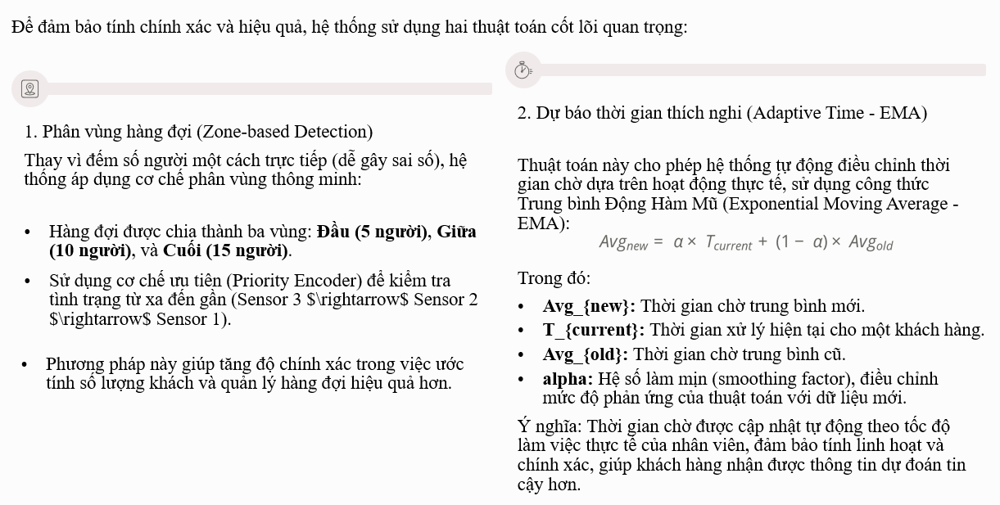 Để đảm bảo tính chính xác và hiệu quả, hệ thống sử dụng hai thuật toán cốt lõi quan trọng:
1. Phân vùng hàng đợi (Zone-based Detection)
Thay vì đếm số người một cách trực tiếp (dễ gây sai số), hệ
thống áp dụng cơ chế phân vùng thông minh:
• Hàng đợi được chia thành ba vùng: Đầu (5 người), Giữa
(10 người), và Cuối (15 người).
• Sử dụng cơ chế ưu tiên (Priority Encoder) để kiểm tra
tình trạng từ xa đến gần (Sensor 3 $\rightarrow$ Sensor 2
$\rightarrow$ Sensor 1).
• Phương pháp này giúp tăng độ chính xác trong việc ước
tính số lượng khách và quản lý hàng đợi hiệu quả hơn.
2. Dự báo thời gian thích nghi (Adaptive Time - EMA)
Thuật toán này cho phép hệ thống tự động điều chỉnh thời
gian chờ dựa trên hoạt động thực tế, sử dụng công thức
Trung bình Động Hàm Mũ (Exponential Moving Average -
EMA):
Avg_new = α × T_current + (1 − α) × Avg_old
Trong đó:
• Avg_{new}: Thời gian chờ trung bình mới.
• T_{current}: Thời gian xử lý hiện tại cho một khách hàng.
• Avg_{old}: Thời gian chờ trung bình cũ.
• alpha: Hệ số làm mịn (smoothing factor), điều chỉnh
mức độ phản ứng của thuật toán với dữ liệu mới.
Ý nghĩa: Thời gian chờ được cập nhật tự động theo tốc độ
làm việc thực tế của nhân viên, đảm bảo tính linh hoạt và
chính xác, giúp khách hàng nhận được thông tin dự đoán tin
cậy hơn.